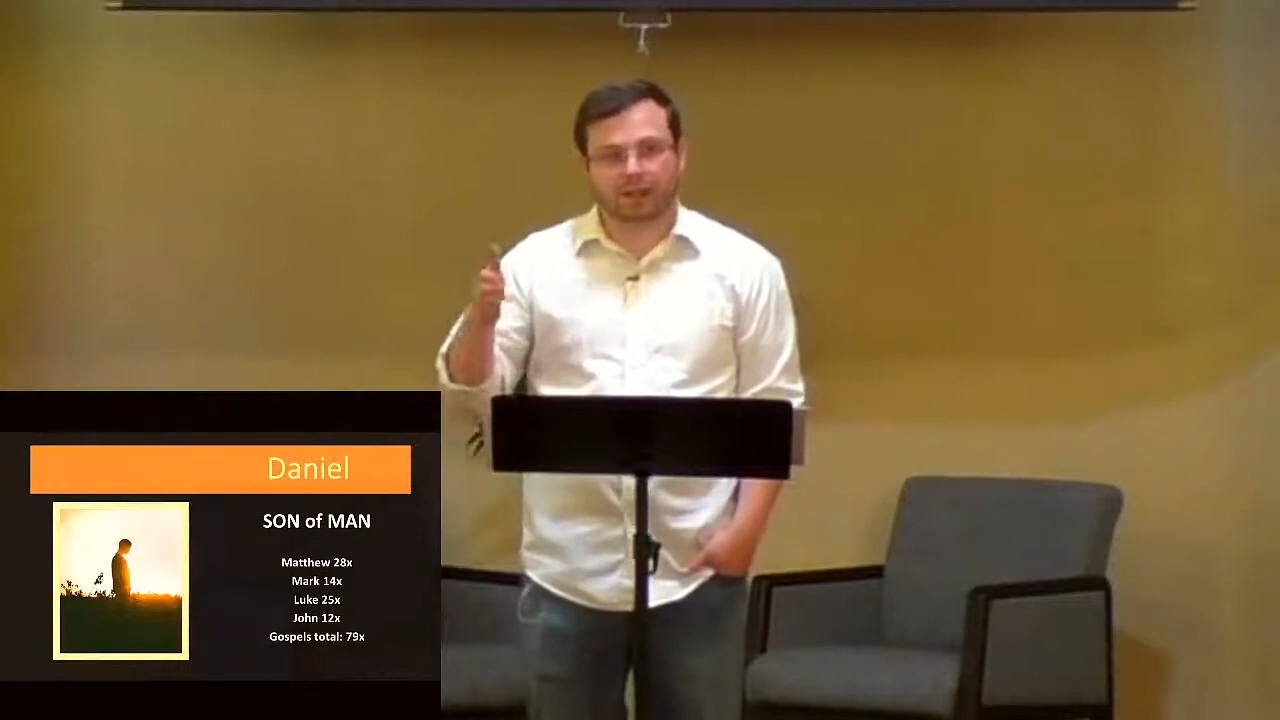 Daniel
SON of MAN
Matthew 28x
Mark 14x
Luke 25x
John 12x
Gospels total: 79x